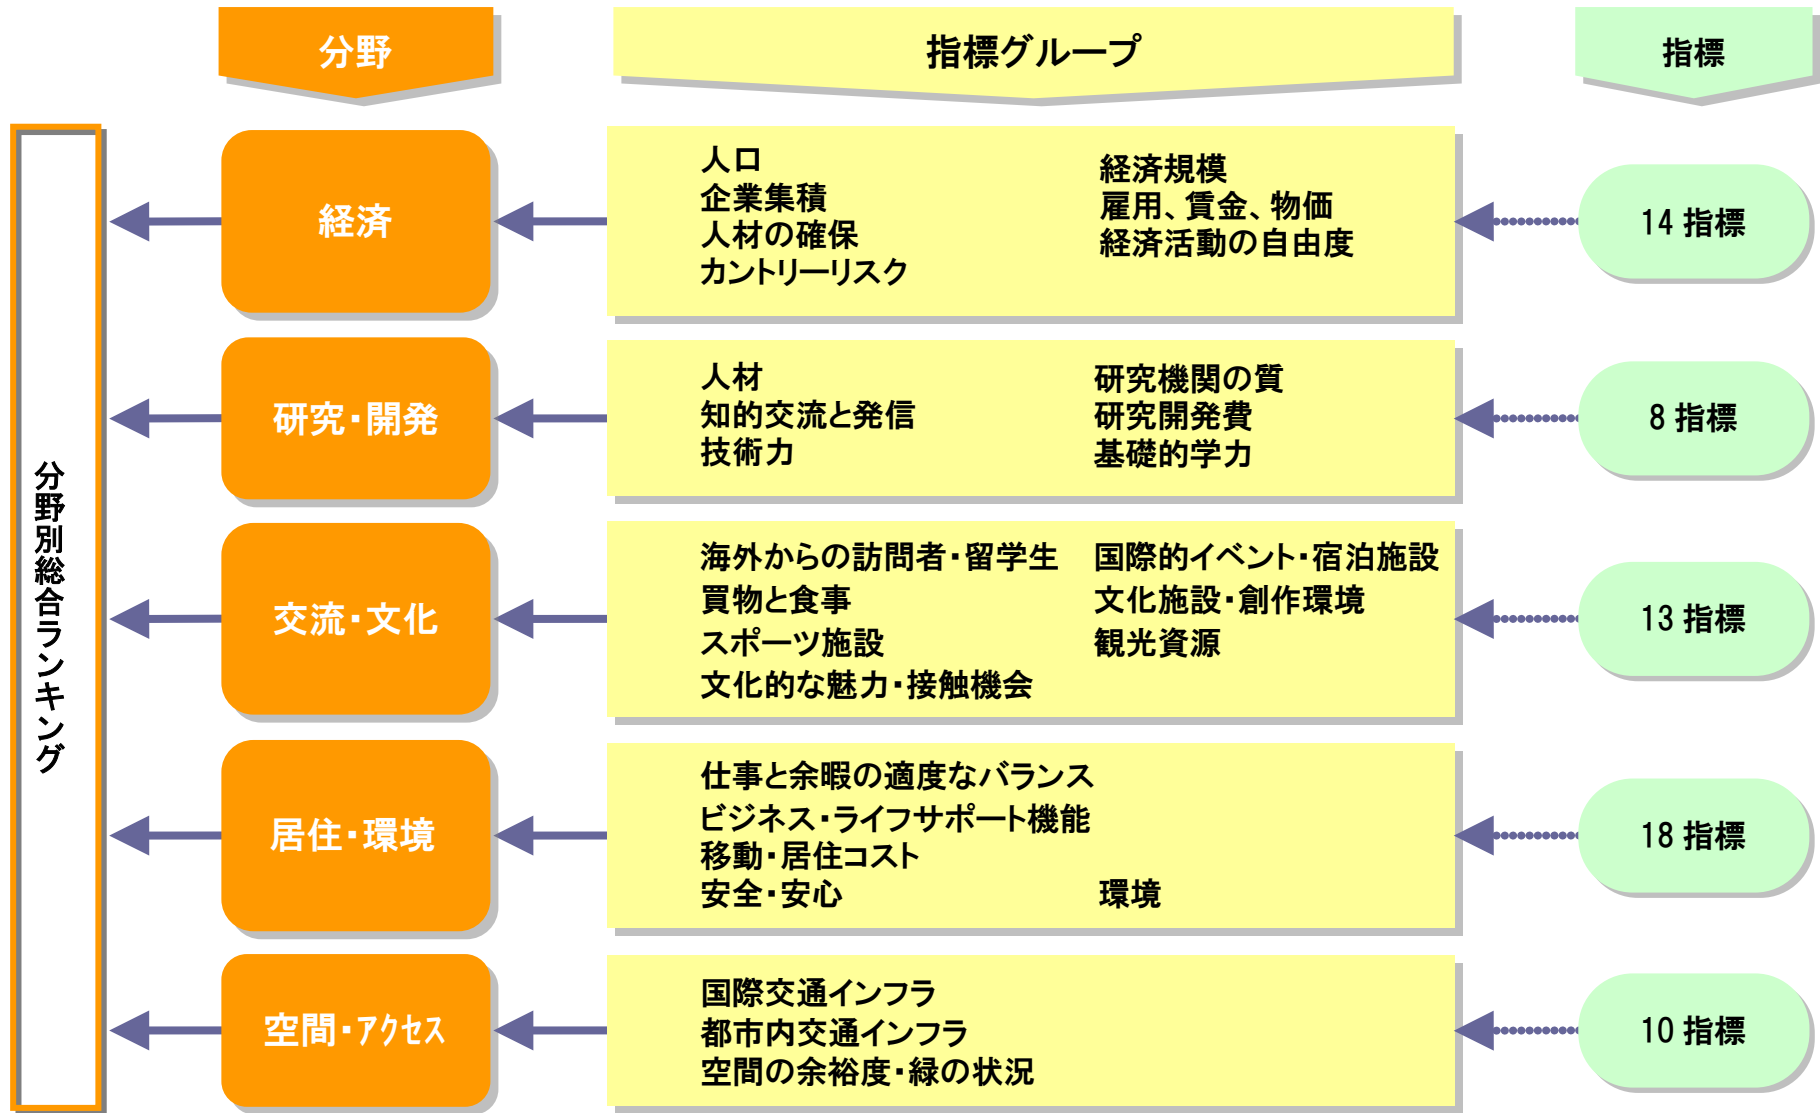 分野
指標グループ
指標
分野別総合ランキング
経済
人口
企業集積
人材の確保
カントリーリスク
経済規模
雇用、賃金、物価
経済活動の自由度
14 指標
研究・開発
人材
知的交流と発信
技術力
研究機関の質
研究開発費
基礎的学力
8 指標
交流・文化
海外からの訪問者・留学生
買物と食事
スポーツ施設
文化的な魅力・接触機会
国際的イベント・宿泊施設
文化施設・創作環境
観光資源
13 指標
居住・環境
仕事と余暇の適度なバランス
ビジネス・ライフサポート機能
移動・居住コスト
安全・安心
環境
18 指標
空間・アクセス
国際交通インフラ
都市内交通インフラ
空間の余裕度・緑の状況
10 指標